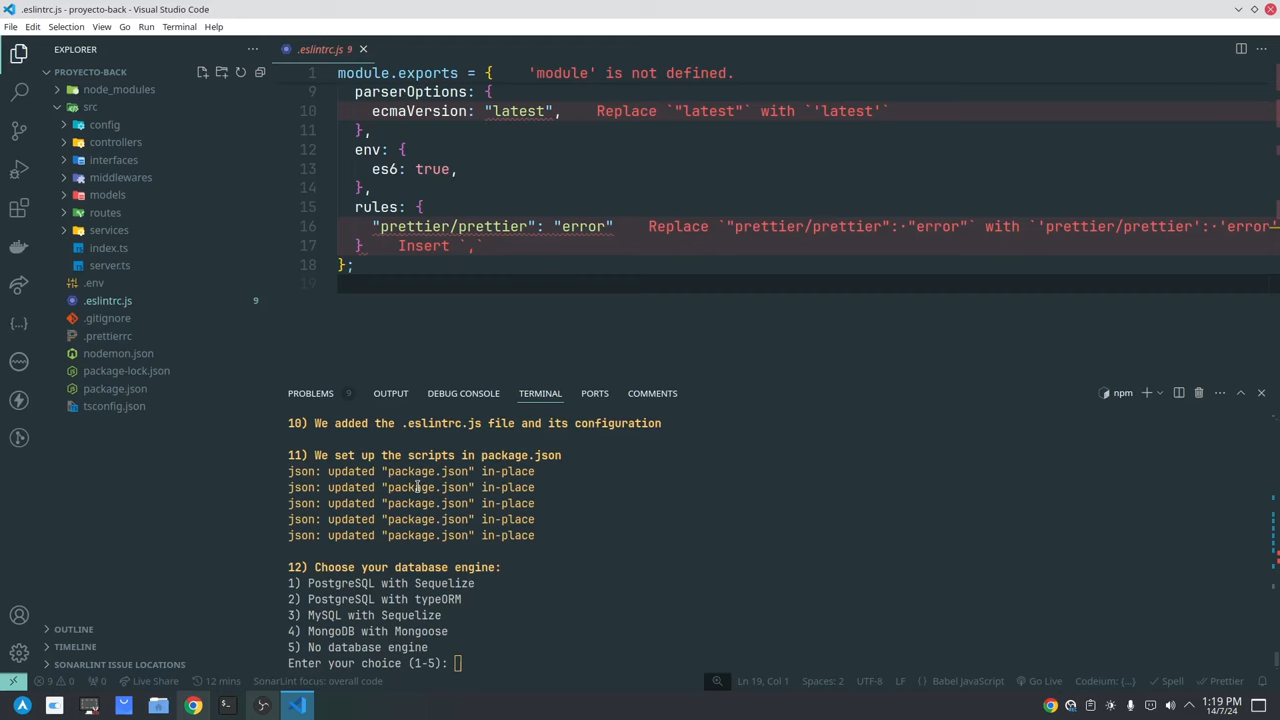 .eslintrc.js - proyecto-back - Visual Studio Code
File Edit Selection View Go Run Terminal Help
EXPLORER
PROYECTO-BACK
node_modules
src
config
controllers
interfaces
middlewares
models
routes
services
index.ts
server.ts
.env
.eslintrc.js 9
.gitignore
.prettierrc
nodemon.json
package-lock.json
package.json
tsconfig.json
OUTLINE
TIMELINE
SONARLINT ISSUE LOCATIONS
.eslintrc.js 9
1 module.exports = { 'module' is not defined.
9 parserOptions: {
10 ecmaVersion: "latest", Replace `"latest"` with `'latest'`
11 },
12 env: {
13 es6: true,
14 },
15 rules: {
16 "prettier/prettier": "error" Replace `"prettier/prettier":·"error"` with `'prettier/prettier':·'error
17 } Insert `,`
18 };
19
PROBLEMS 9 OUTPUT DEBUG CONSOLE TERMINAL PORTS COMMENTS
npm
10) We added the .eslintrc.js file and its configuration
11) We set up the scripts in package.json
json: updated "package.json" in-place
json: updated "package.json" in-place
json: updated "package.json" in-place
json: updated "package.json" in-place
json: updated "package.json" in-place
12) Choose your database engine:
1) PostgreSQL with Sequelize
2) PostgreSQL with typeORM
3) MySQL with Sequelize
4) MongoDB with Mongoose
5) No database engine
Enter your choice (1-5):
9 0 0 Live Share 12 mins SonarLint focus: overall code Ln 19, Col 1 Spaces: 2 UTF-8 LF {} Babel JavaScript Go Live Codeium: {...} Spell Prettier
1:19 PM
14/7/24